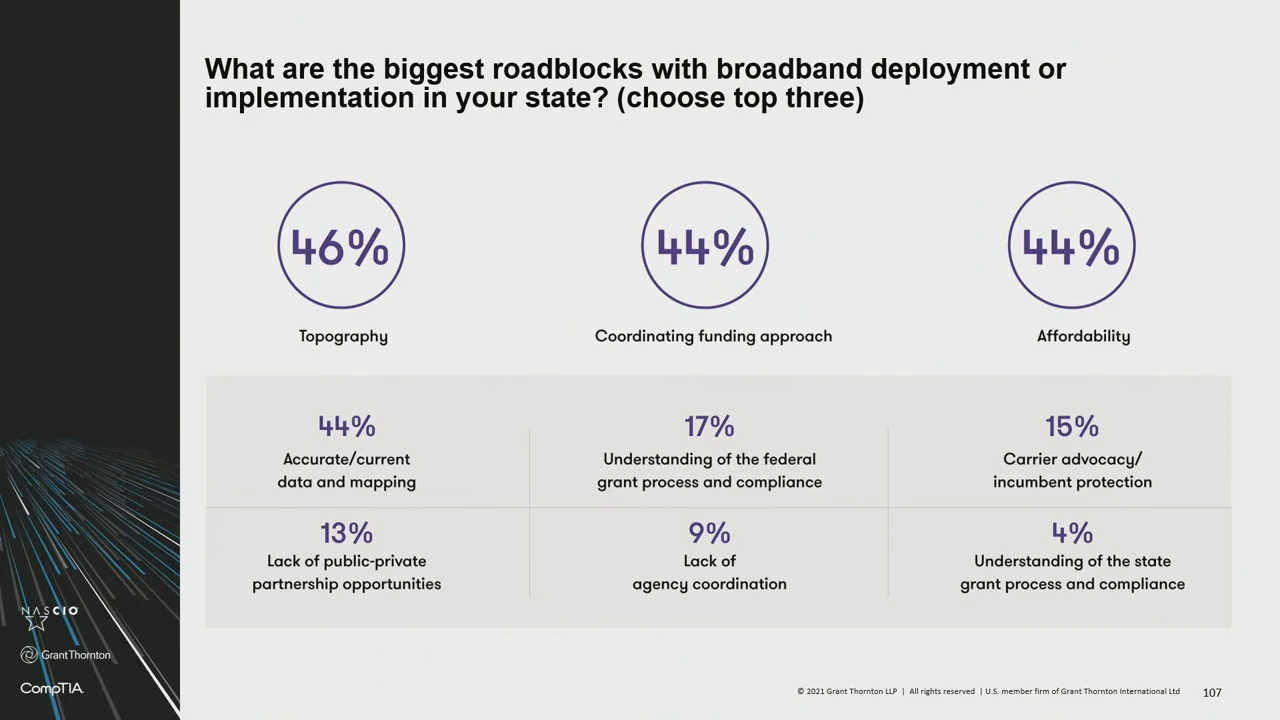 What are the biggest roadblocks with broadband deployment or
implementation in your state? (choose top three)
46%
Topography
44%
Coordinating funding approach
44%
Affordability
44%
Accurate/current
data and mapping
17%
Understanding of the federal
grant process and compliance
15%
Carrier advocacy/
incumbent protection
13%
Lack of public-private
partnership opportunities
9%
Lack of
agency coordination
4%
Understanding of the state
grant process and compliance
NASCIO
GrantThornton
CompTIA.
© 2021 Grant Thornton LLP | All rights reserved | U.S. member firm of Grant Thornton International Ltd
107